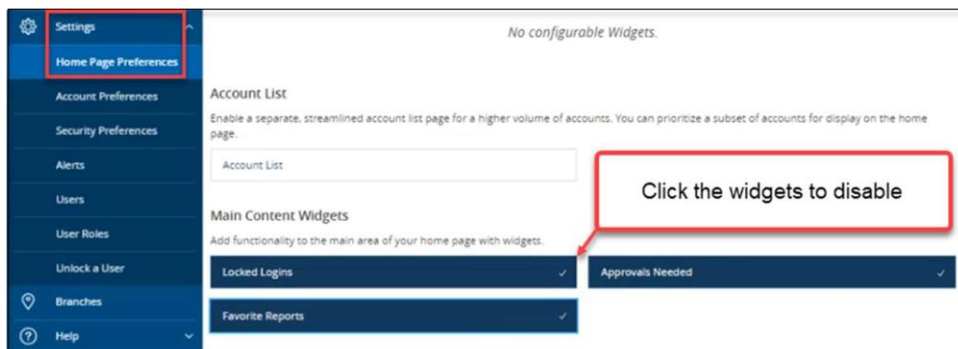 Settings
Home Page Preferences
Account Preferences
Security Preferences
Alerts
Users
User Roles
Unlock a User
Branches
Help
No configurable Widgets.
Account List
Enable a separate, streamlined account list page for a higher volume of accounts. You can prioritize a subset of accounts for display on the home
page.
Account List
Click the widgets to disable
Main Content Widgets
Add functionality to the main area of your home page with widgets.
Locked Logins
Approvals Needed
Favorite Reports